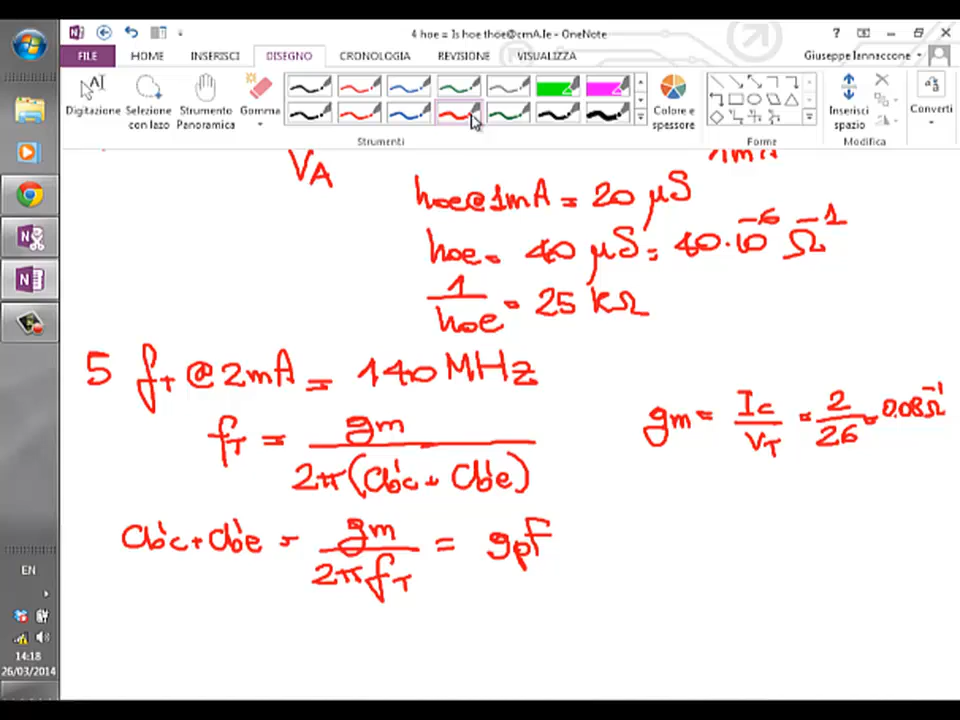 4 hoe = Is hoe thoe@cmA.Ie - OneNote
FILE HOME INSERISCI DISEGNO CRONOLOGIA REVISIONE VISUALIZZA Giuseppe Iannaccone
Digitazione Selezione con lazo Strumento Panoramica Gomma Colore e spessore Inserisci spazio Converti
Strumenti Forme Modifica
VA
hoe@1mA = 20 μS
hoe = 40 μS = 40·10⁻⁶ Ω⁻¹
1/hoe = 25 kΩ
5 fT @ 2mA = 140 MHz
gm = Ic/VT = 2/26 = 0.08Ω⁻¹
fT = gm/2π(Cb'c + Cb'e)
Cb'c + Cb'e = gm/2πfT = 9pF
EN
14:18
26/03/2014